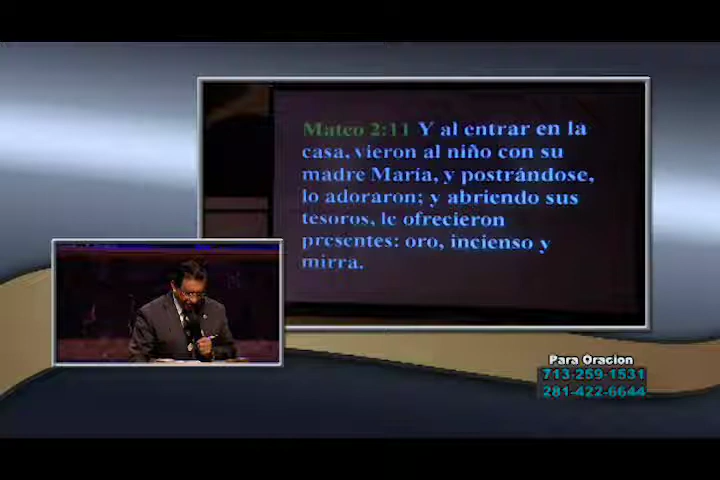 Mateo 2:11 Y al entrar en la
casa, vieron al niño con su
madre María, y postrándose,
lo adoraron; y abriendo sus
tesoros, le ofrecieron
presentes: oro, incienso y
mirra.
Para Oracion
713-259-1531
281-422-6644